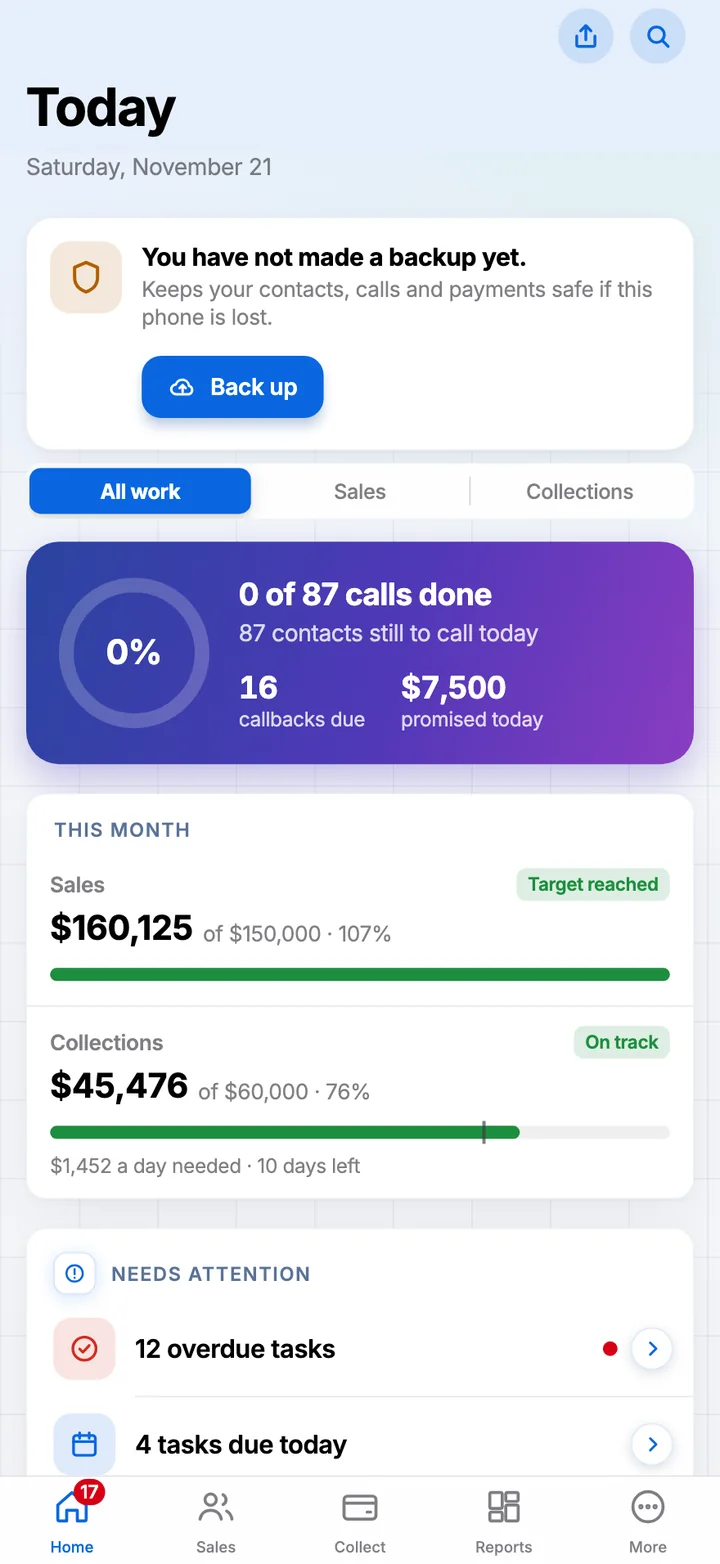 Today
Saturday, November 21
You have not made a backup yet.
Keeps your contacts, calls and payments safe if this
phone is lost.
Back up
All work
Sales
Collections
0%
0 of 87 calls done
87 contacts still to call today
16
callbacks due
$7,500
promised today
THIS MONTH
Sales
Target reached
$160,125 of $150,000 · 107%
Collections
On track
$45,476 of $60,000 · 76%
$1,452 a day needed · 10 days left
NEEDS ATTENTION
12 overdue tasks
4 tasks due today
17
Home
Sales
Collect
Reports
More